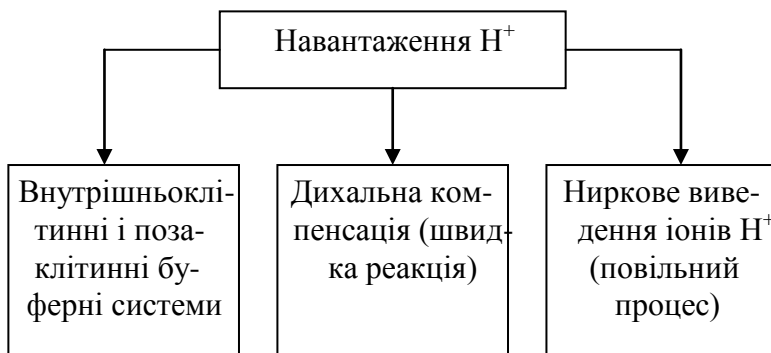 Навантаження Н⁺
Внутрішньоклі-
тинні і поза-
клітинні бу-
ферні системи
Дихальна ком-
пенсація (швид-
ка реакція)
Ниркове виве-
дення іонів Н⁺
(повільний
процес)